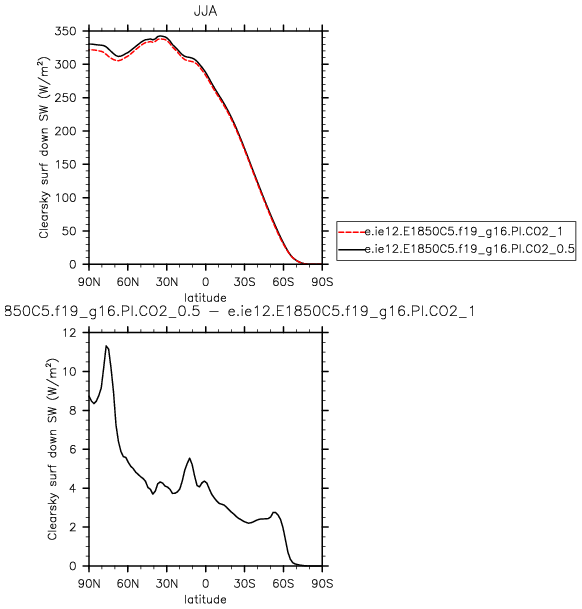 JJA
350
300
250
200
150
100
50
0
Clearsky surf down SW (W/m²)
90N 60N 30N 0 30S 60S 90S
latitude
e.ie12.E1850C5.f19_g16.PI.CO2_1
e.ie12.E1850C5.f19_g16.PI.CO2_0.5
850C5.f19_g16.PI.CO2_0.5 — e.ie12.E1850C5.f19_g16.PI.CO2_1
12
10
8
6
4
2
0
Clearsky surf down SW (W/m²)
90N 60N 30N 0 30S 60S 90S
latitude